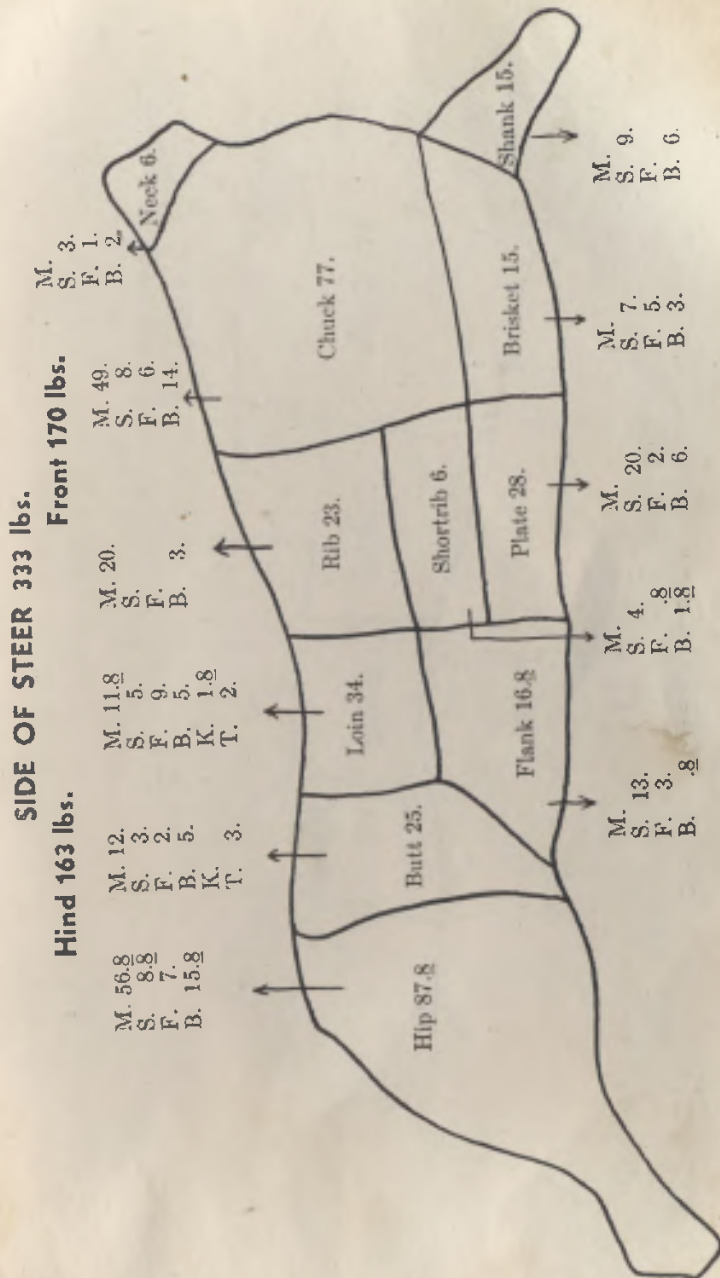 SIDE OF STEER 333 lbs.
Hind 163 lbs.
Front 170 lbs.
M. 56.8
S. 8.8
F. 7.
B. 15.8
M. 12.
S. 3.
F. 2.
B. 5.
K.
T. 3.
M. 11.8
S. 5.
F. 9.
B. 5.
K. 1.8
T. 2.
M. 20.
S.
F.
B. 3.
M. 49.
S. 8.
F. 6.
B. 14.
M.
S. 3.
F. 1.
B. 2.
Hip 87.8
Butt 25.
Loin 34.
Rib 23.
Chuck 77.
Neck 6.
Flank 16.8
Shortrib 6.
Plate 28.
Brisket 15.
Shank 15.
M.
S. 13.
F. 3.
B. .8
M.
S. 4.
F. .8
B. 1.8
M.
S. 20.
F. 2.
B. 6.
M.
S. 7.
F. 5.
B. 3.
M.
S. 9.
F.
B. 6.